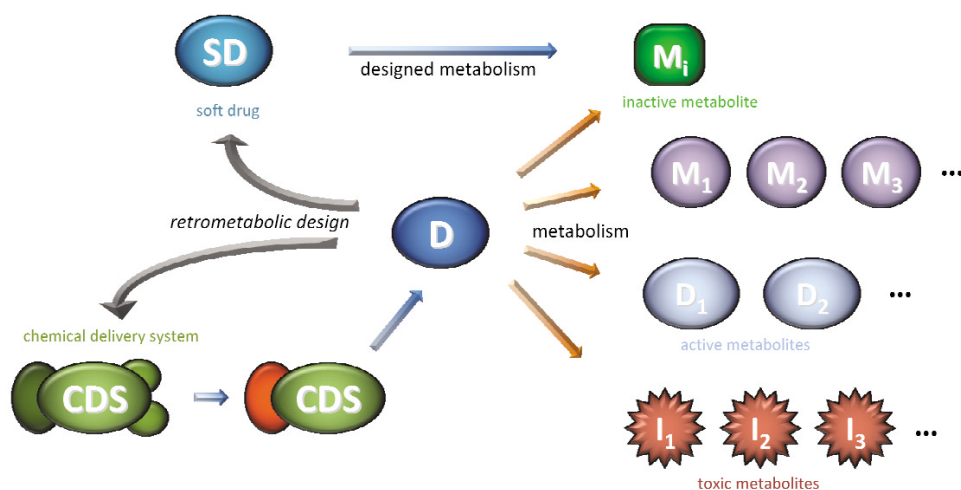 SD
designed metabolism
M i
inactive metabolite
soft drug
M1 M2 M3 ...
retrometabolic design
D
metabolism
D1 D2 ...
chemical delivery system
active metabolites
CDS
CDS
I1 I2 I3 ...
toxic metabolites